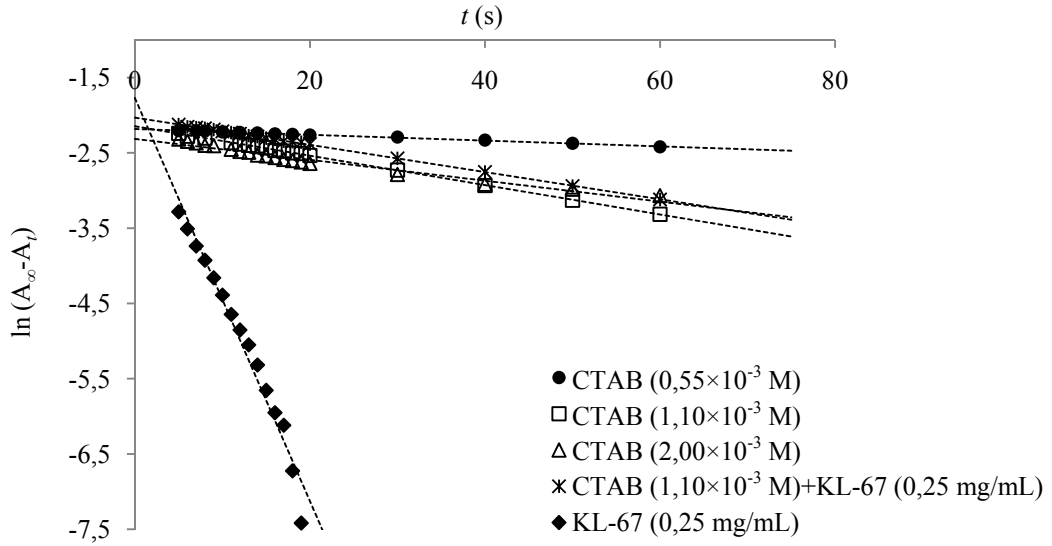 t (s)
0 20 40 60 80
-1,5
-2,5
-3,5
-4,5
-5,5
-6,5
-7,5
ln (A∞-At)
CTAB (0,55×10-3 M)
CTAB (1,10×10-3 M)
CTAB (2,00×10-3 M)
CTAB (1,10×10-3 M)+KL-67 (0,25 mg/mL)
KL-67 (0,25 mg/mL)